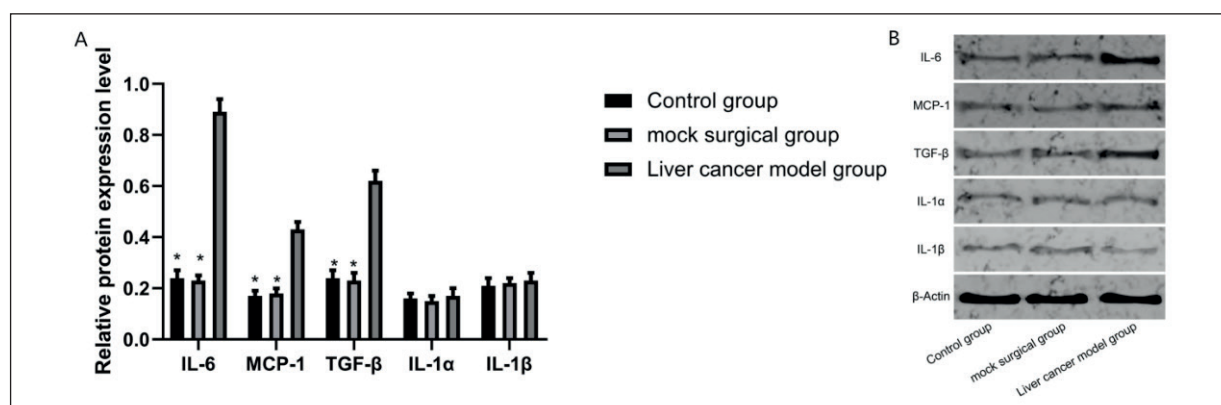 A
Relative protein expression level
1.0
0.8
0.6
0.4
0.2
0.0
* * * * * *
IL-6 MCP-1 TGF-β IL-1α IL-1β
Control group
mock surgical group
Liver cancer model group
B
IL-6
MCP-1
TGF-β
IL-1α
IL-1β
β-Actin
Control group
mock surgical group
Liver cancer model group